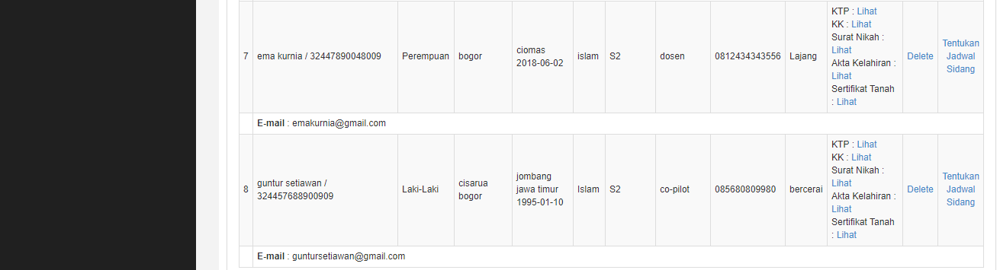 7 ema kurnia / 32447890048009 Perempuan bogor ciomas 2018-06-02 islam S2 dosen 0812434343556 Lajang
KTP : Lihat
KK : Lihat
Surat Nikah :
Lihat
Akta Kelahiran :
Lihat
Sertifikat Tanah
: Lihat
Delete
Tentukan
Jadwal
Sidang
E-mail : emakurnia@gmail.com
8
guntur setiawan /
324457688900909
Laki-Laki
cisarua
bogor
jombang
jawa timur
1995-01-10
Islam S2 co-pilot 085680809980 bercerai
KTP : Lihat
KK : Lihat
Surat Nikah :
Lihat
Akta Kelahiran :
Lihat
Sertifikat Tanah
: Lihat
Delete
Tentukan
Jadwal
Sidang
E-mail : guntursetiawan@gmail.com